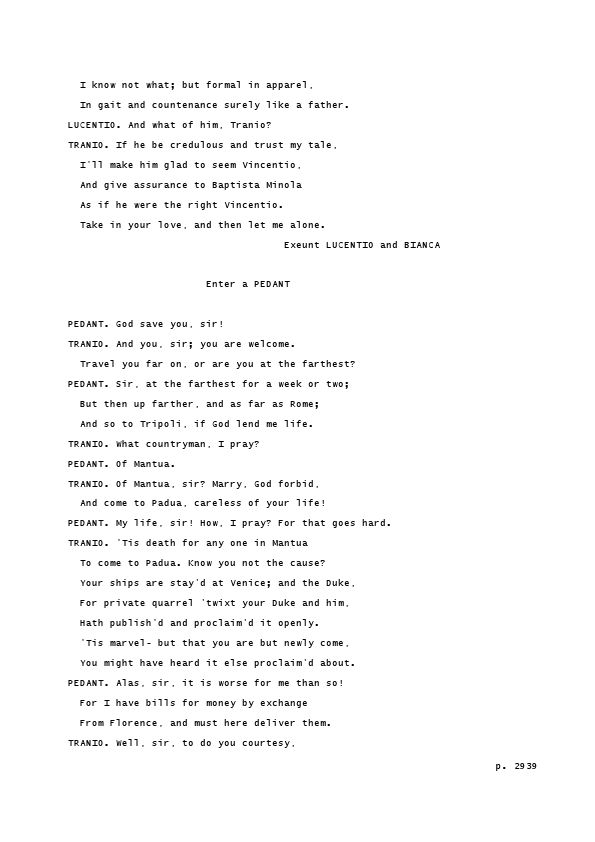 I know not what; but formal in apparel,
In gait and countenance surely like a father.
LUCENTIO. And what of him, Tranio?
TRANIO. If he be credulous and trust my tale,
I'll make him glad to seem Vincentio,
And give assurance to Baptista Minola
As if he were the right Vincentio.
Take in your love, and then let me alone.
Exeunt LUCENTIO and BIANCA
Enter a PEDANT
PEDANT. God save you, sir!
TRANIO. And you, sir; you are welcome.
Travel you far on, or are you at the farthest?
PEDANT. Sir, at the farthest for a week or two;
But then up farther, and as far as Rome;
And so to Tripoli, if God lend me life.
TRANIO. What countryman, I pray?
PEDANT. Of Mantua.
TRANIO. Of Mantua, sir? Marry, God forbid,
And come to Padua, careless of your life!
PEDANT. My life, sir! How, I pray? For that goes hard.
TRANIO. 'Tis death for any one in Mantua
To come to Padua. Know you not the cause?
Your ships are stay'd at Venice; and the Duke,
For private quarrel 'twixt your Duke and him,
Hath publish'd and proclaim'd it openly.
'Tis marvel- but that you are but newly come,
You might have heard it else proclaim'd about.
PEDANT. Alas, sir, it is worse for me than so!
For I have bills for money by exchange
From Florence, and must here deliver them.
TRANIO. Well, sir, to do you courtesy,
p. 2939